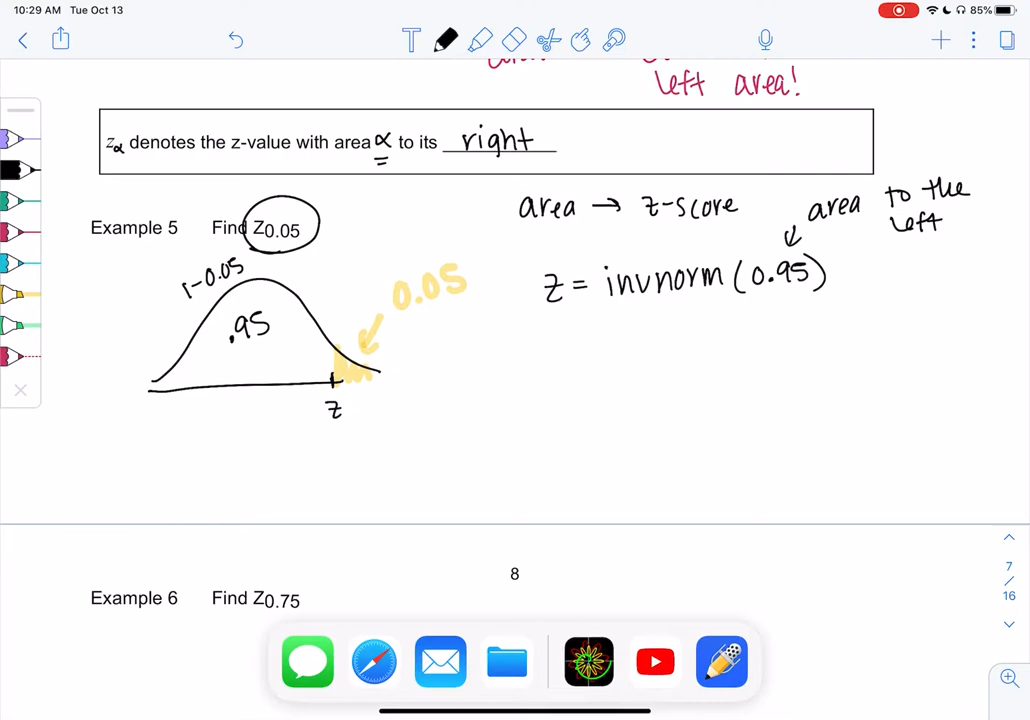 10:29 AM Tue Oct 13
85%
left area!
zα denotes the z-value with area α to its right
area → z-score
area to the left
Example 5 Find Z0.05
z = invnorm(0.95)
1-0.05
0.05
.95
z
7
/
16
8
Example 6 Find Z0.75